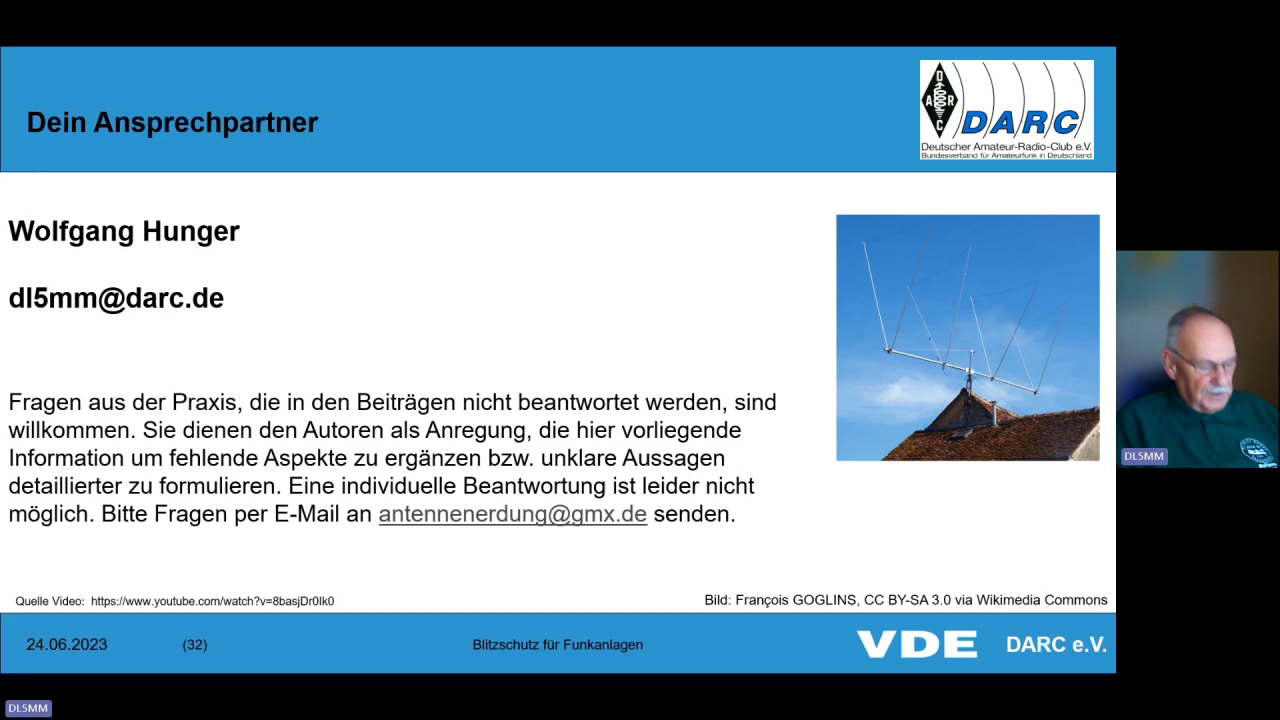 Dein Ansprechpartner
D
A R
C
DARC
Deutscher Amateur-Radio-Club e.V.
Bundesverband für Amateurfunk in Deutschland
Wolfgang Hunger
dl5mm@darc.de
Fragen aus der Praxis, die in den Beiträgen nicht beantwortet werden, sind
willkommen. Sie dienen den Autoren als Anregung, die hier vorliegende
Information um fehlende Aspekte zu ergänzen bzw. unklare Aussagen
detaillierter zu formulieren. Eine individuelle Beantwortung ist leider nicht
möglich. Bitte Fragen per E-Mail an antennenerdung@gmx.de senden.
DL5MM
Quelle Video: https://www.youtube.com/watch?v=8basjDr0Ik0
Bild: François GOGLINS, CC BY-SA 3.0 via Wikimedia Commons
24.06.2023 (32) Blitzschutz für Funkanlagen VDE DARC e.V.
DL5MM